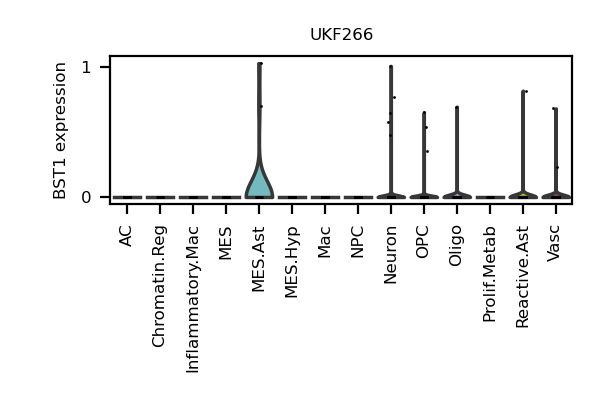 UKF266
BST1 expression
1
0
AC
Chromatin.Reg
Inflammatory.Mac
MES
MES.Ast
MES.Hyp
Mac
NPC
Neuron
OPC
Oligo
Prolif.Metab
Reactive.Ast
Vasc